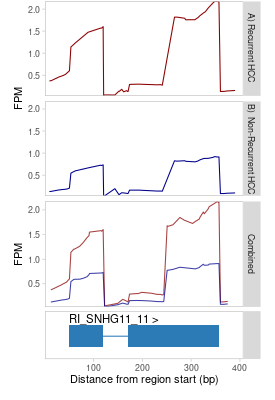 2.0
1.5
1.0
0.5
FPM
A) Recurrent HCC
2.0
1.5
1.0
0.5
B) Non-Recurrent HCC
2.0
1.5
1.0
0.5
FPM
Combined
RI_SNHG11_11 >
100
200
300
400
Distance from region start (bp)